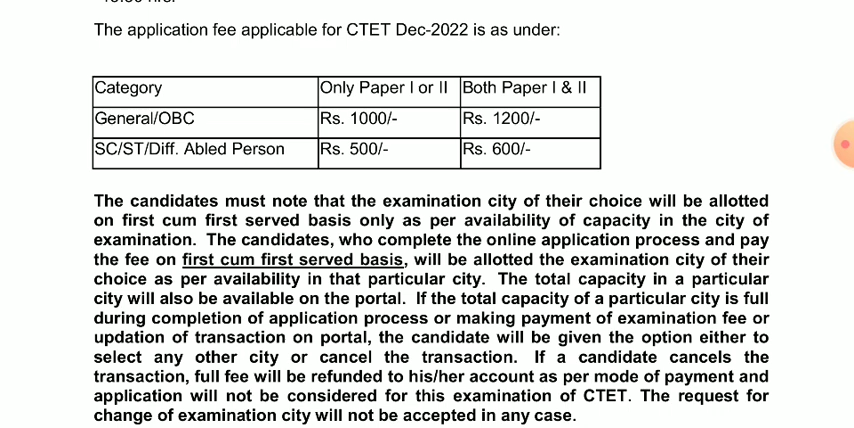 The application fee applicable for CTET Dec-2022 is as under:
Category Only Paper I or II Both Paper I & II
General/OBC Rs. 1000/- Rs. 1200/-
SC/ST/Diff. Abled Person Rs. 500/- Rs. 600/-
The candidates must note that the examination city of their choice will be allotted
on first cum first served basis only as per availability of capacity in the city of
examination. The candidates, who complete the online application process and pay
the fee on first cum first served basis, will be allotted the examination city of their
choice as per availability in that particular city. The total capacity in a particular
city will also be available on the portal. If the total capacity of a particular city is full
during completion of application process or making payment of examination fee or
updation of transaction on portal, the candidate will be given the option either to
select any other city or cancel the transaction. If a candidate cancels the
transaction, full fee will be refunded to his/her account as per mode of payment and
application will not be considered for this examination of CTET. The request for
change of examination city will not be accepted in any case.